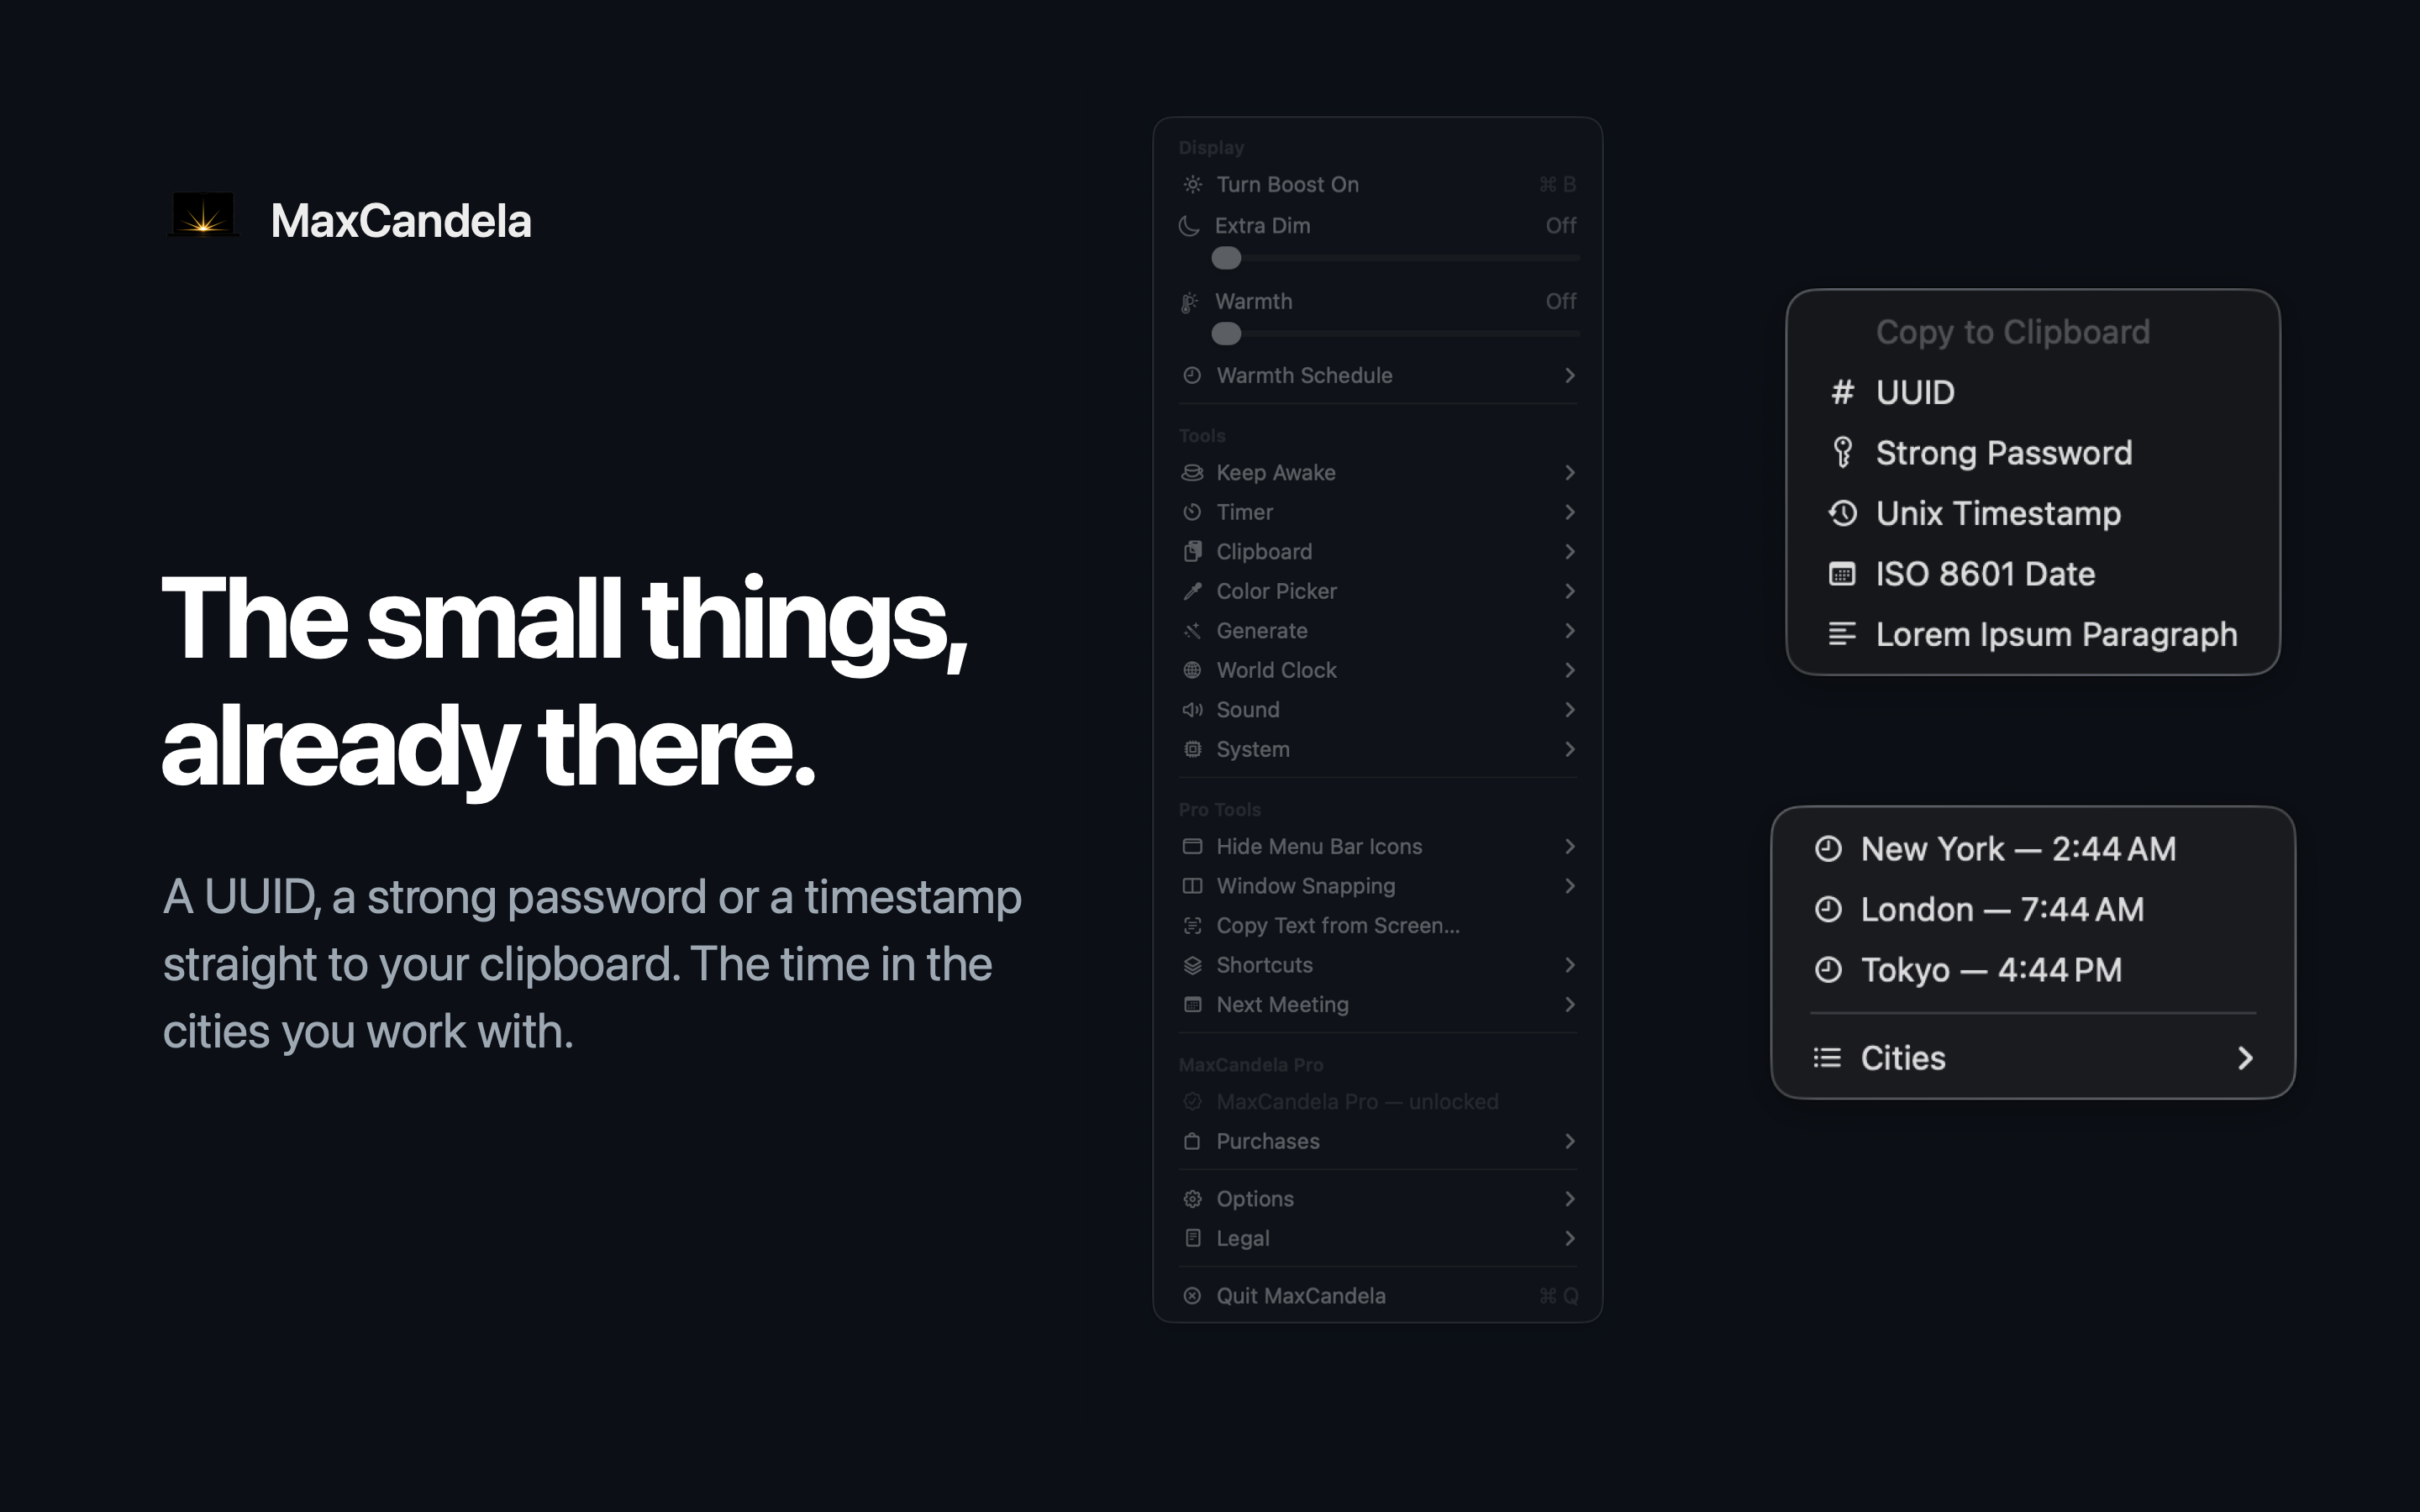 MaxCandela
The small things,
already there.
A UUID, a strong password or a timestamp
straight to your clipboard. The time in the
cities you work with.
Display
Turn Boost On ⌘ B
Extra Dim Off
Warmth Off
Warmth Schedule
Tools
Keep Awake
Timer
Clipboard
Color Picker
Generate
World Clock
Sound
System
Pro Tools
Hide Menu Bar Icons
Window Snapping
Copy Text from Screen...
Shortcuts
Next Meeting
MaxCandela Pro
MaxCandela Pro — unlocked
Purchases
Options
Legal
Quit MaxCandela ⌘ Q
Copy to Clipboard
UUID
Strong Password
Unix Timestamp
ISO 8601 Date
Lorem Ipsum Paragraph
New York — 2:44 AM
London — 7:44 AM
Tokyo — 4:44 PM
Cities